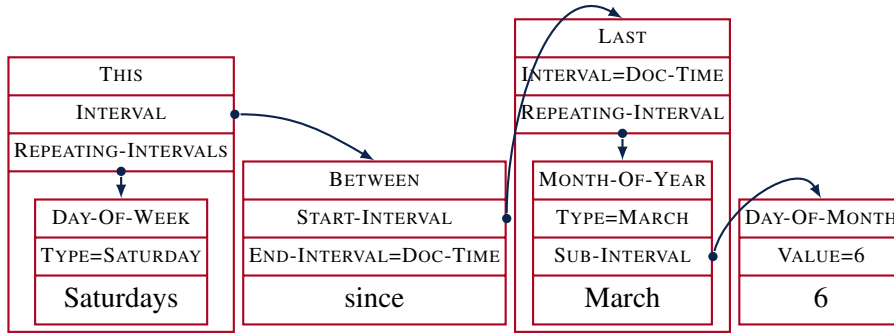 THIS
INTERVAL
REPEATING-INTERVALS
DAY-OF-WEEK
TYPE=SATURDAY
Saturdays
BETWEEN
START-INTERVAL
END-INTERVAL=DOC-TIME
since
LAST
INTERVAL=DOC-TIME
REPEATING-INTERVAL
MONTH-OF-YEAR
TYPE=MARCH
SUB-INTERVAL
March
DAY-OF-MONTH
VALUE=6
6